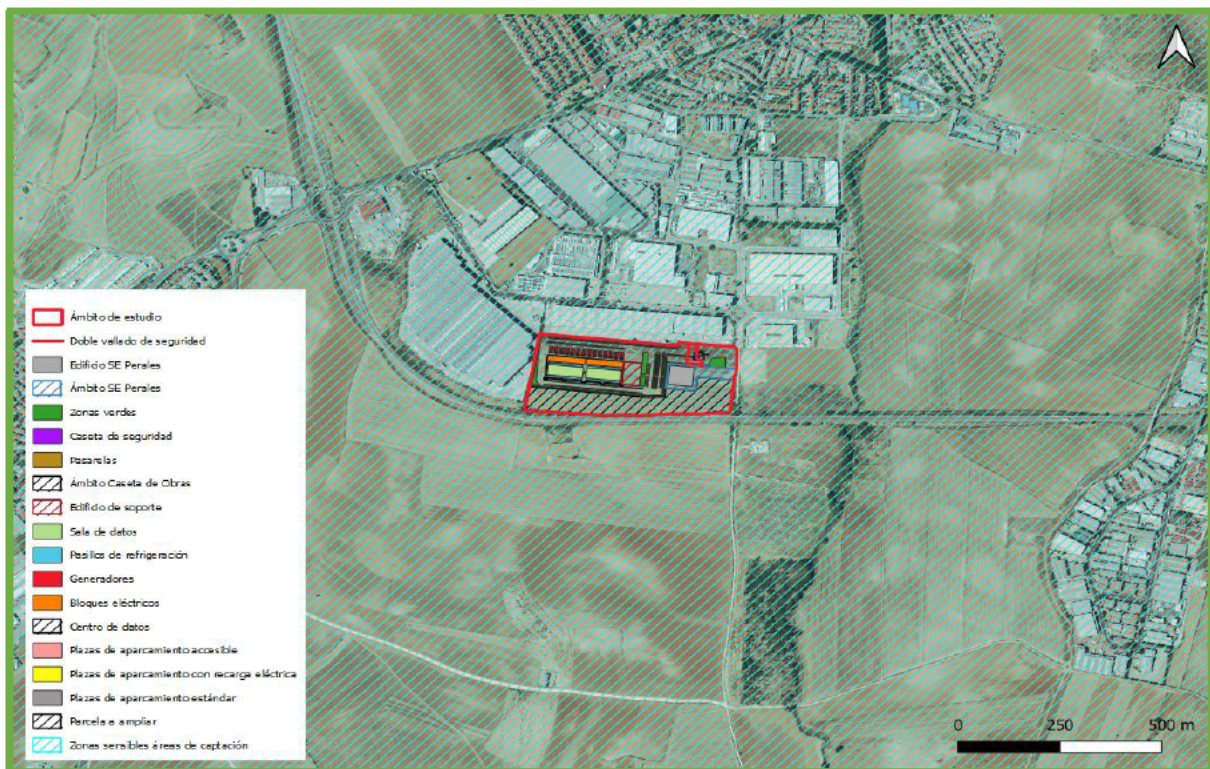 Ámbito de estudio
Doble vallado de seguridad
Edificio SE Perales
Ámbito SE Perales
Zonas verdes
Caseta de seguridad
Pasarelas
Ámbito Caseta de Obras
Edificio de soporte
Sala de datos
Pasillos de refrigeración
Generadores
Bloques eléctricos
Centro de datos
Plazas de aparcamiento accesible
Plazas de aparcamiento con recarga eléctrica
Plazas de aparcamiento estándar
Parcela a ampliar
Zonas sensibles áreas de captación
0 250 500 m